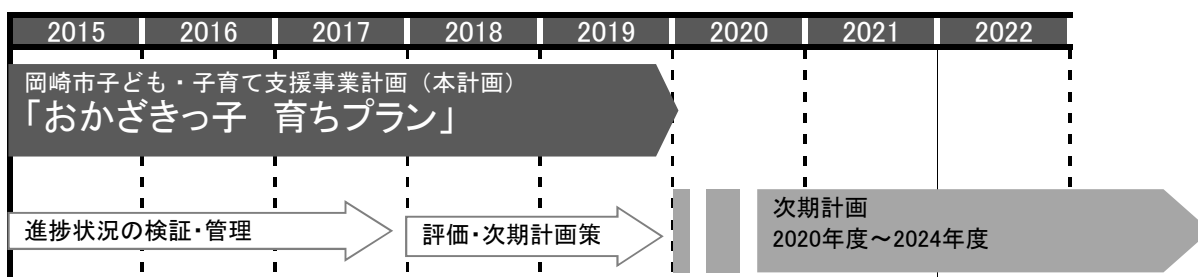 2015 2016 2017 2018 2019 2020 2021 2022
岡崎市子ども・子育て支援事業計画（本計画）
「おかざきっ子　育ちプラン」
進捗状況の検証・管理
評価・次期計画策
次期計画
2020年度～2024年度